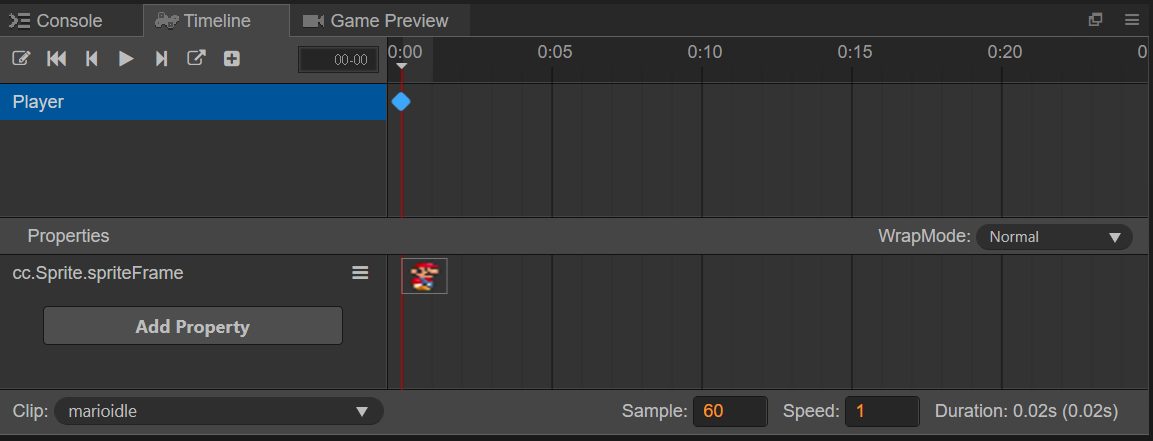 Console Timeline Game Preview
00-00 0:00 0:05 0:10 0:15 0:20 0
Player
Properties WrapMode: Normal
cc.Sprite.spriteFrame
Add Property
Clip: marioidle Sample: 60 Speed: 1 Duration: 0.02s (0.02s)